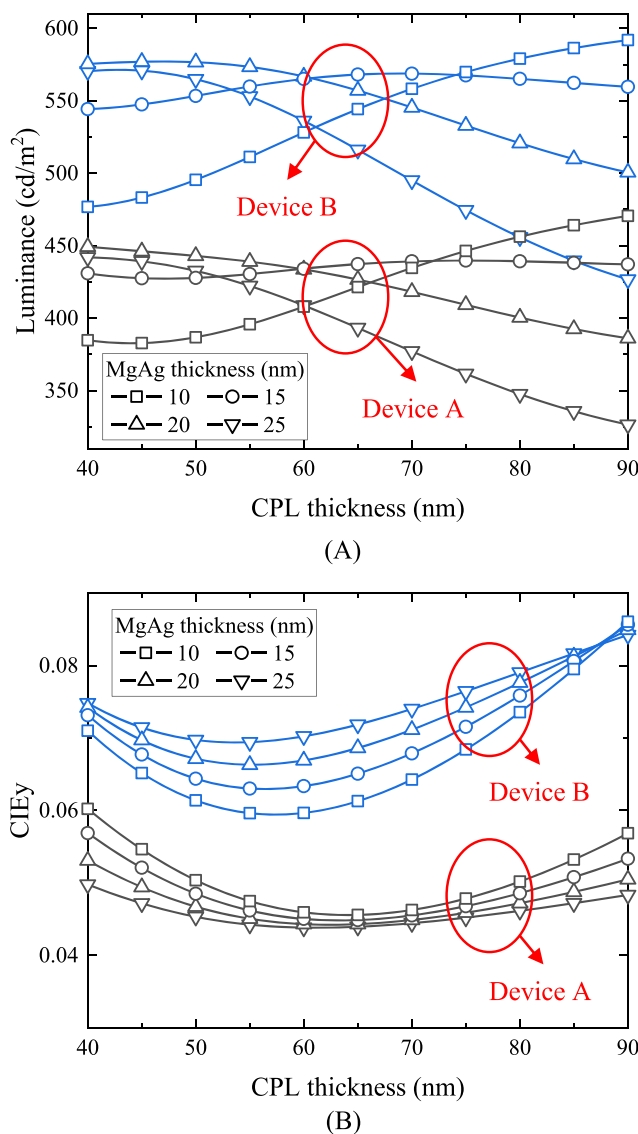 600
550
500
450
400
350
Luminance (cd/m²)
Device B
MgAg thickness (nm)
10 15
20 25
Device A
40 50 60 70 80 90
CPL thickness (nm)
(A)
MgAg thickness (nm)
10 15
20 25
0.08
0.06
0.04
CIEy
Device B
Device A
40 50 60 70 80 90
CPL thickness (nm)
(B)